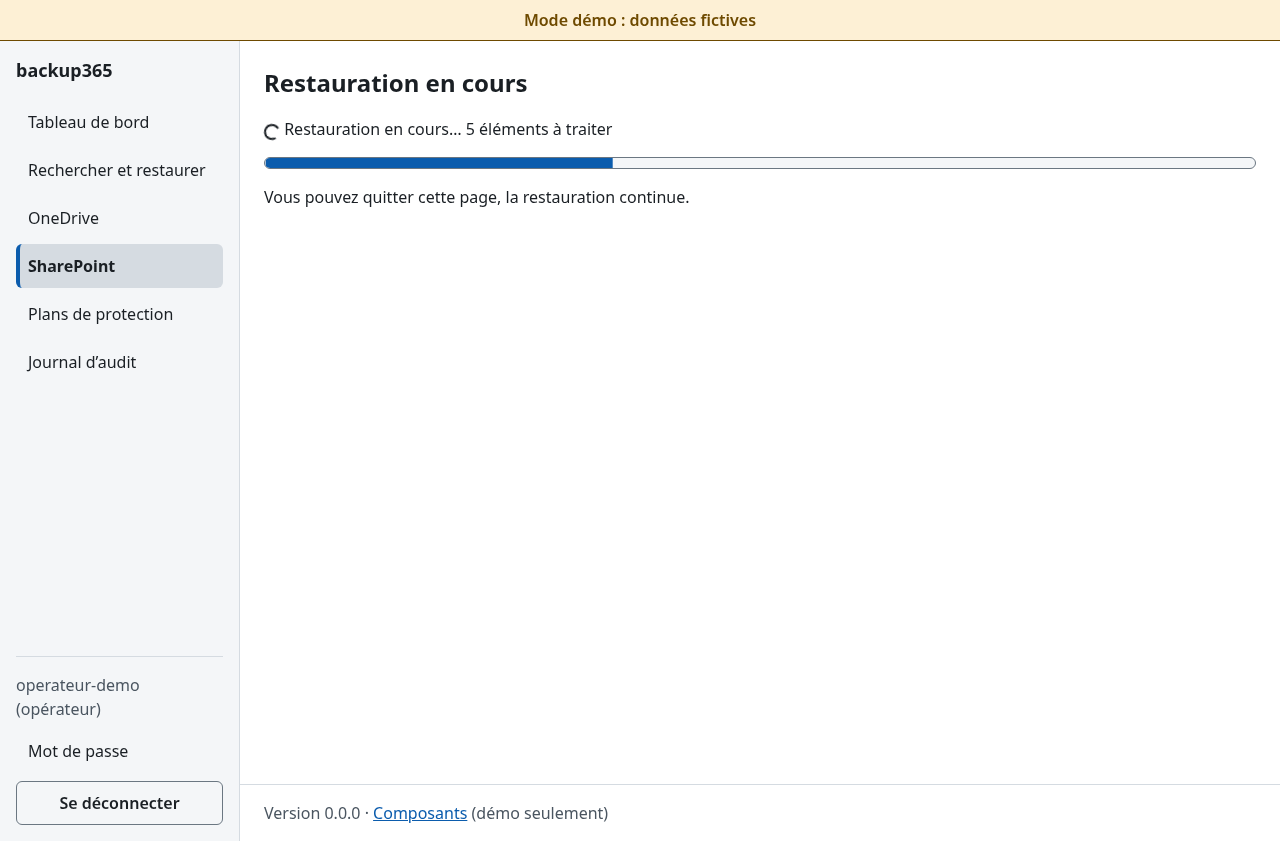 Mode démo : données fictives
backup365
Tableau de bord
Rechercher et restaurer
OneDrive
SharePoint
Plans de protection
Journal d’audit
operateur-demo
(opérateur)
Mot de passe
Se déconnecter
Restauration en cours
Restauration en cours… 5 éléments à traiter
Vous pouvez quitter cette page, la restauration continue.
Version 0.0.0 · Composants (démo seulement)